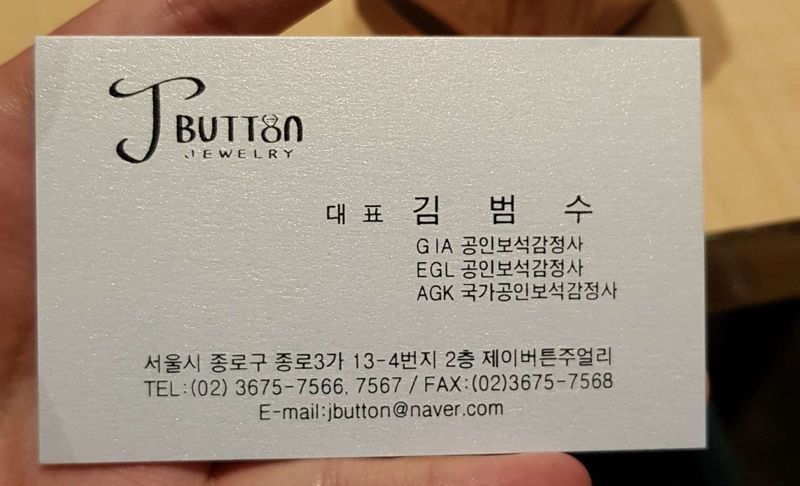 J BUTTON
JEWELRY
대 표 김 범 수
GIA 공인보석감정사
EGL 공인보석감정사
AGK 국가공인보석감정사
서울시 종로구 종로3가 13-4번지 2층 제이버튼주얼리
TEL:(02) 3675-7566, 7567 / FAX:(02)3675-7568
E-mail:jbutton@naver.com